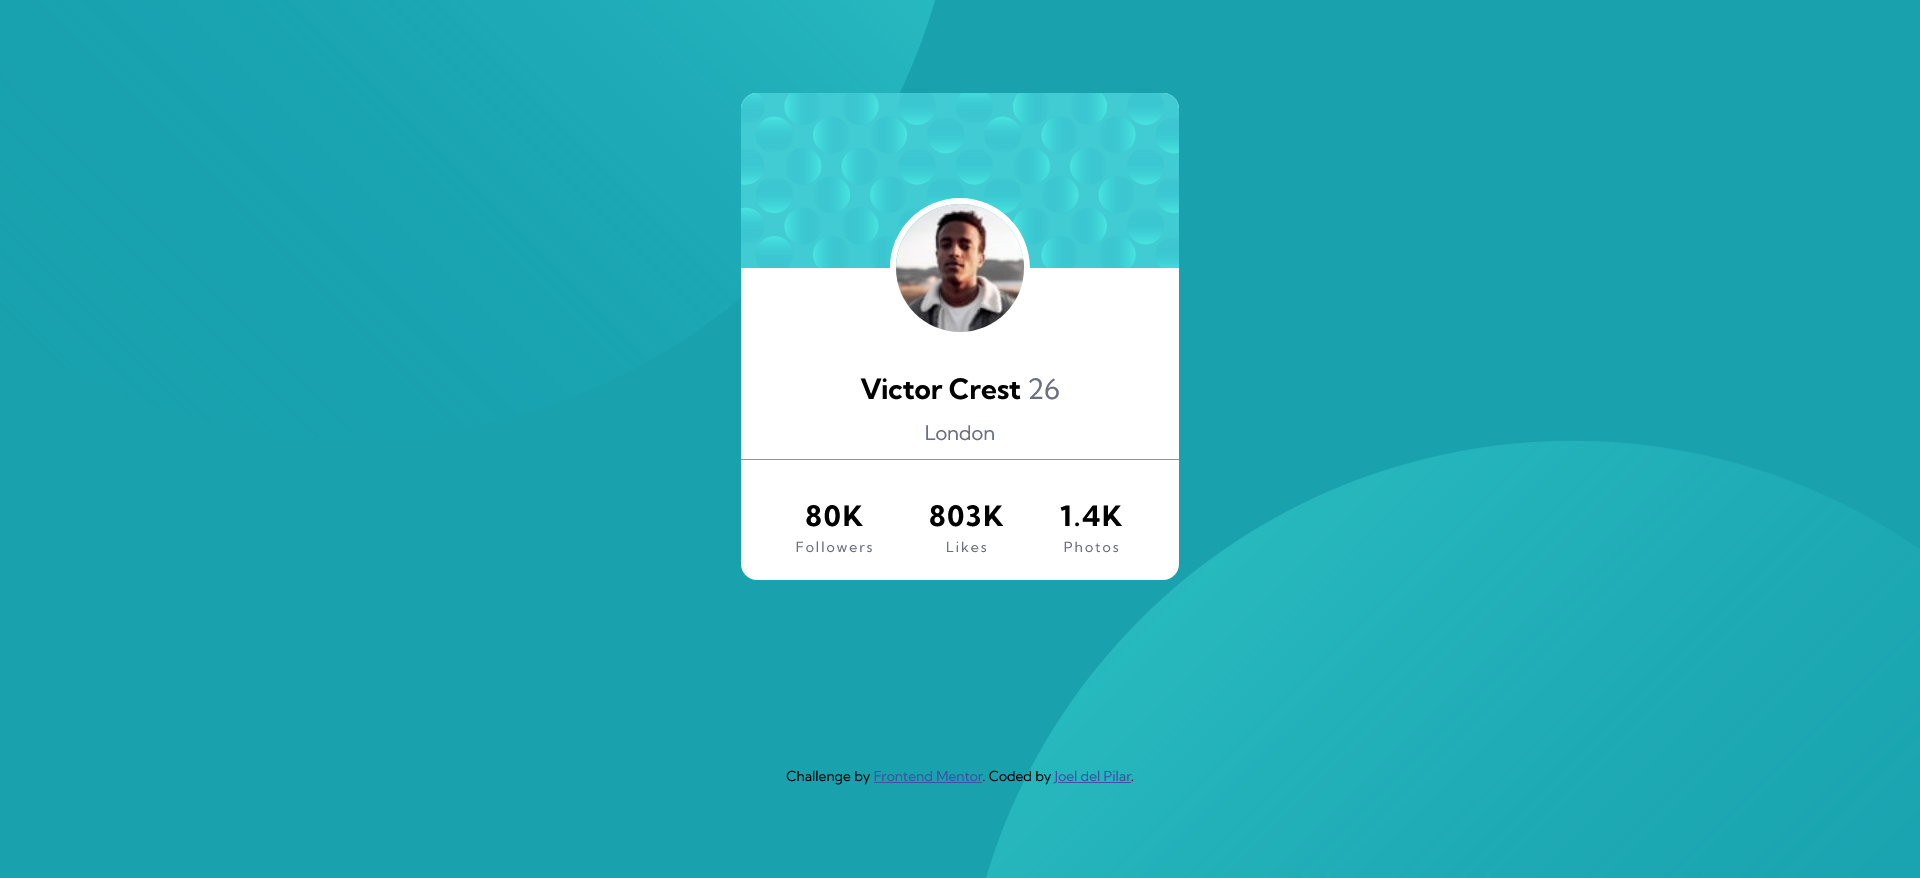 Victor Crest 26
London
80K 803K 1.4K
Followers Likes Photos
Challenge by Frontend Mentor. Coded by Joel del Pilar.